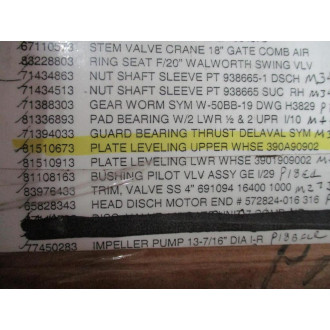 67110573 STEM VALVE CRANE 18" GATE COMB AIR
83228803 RING SEAT F/20" WALWORTH SWING VLV
71434863 NUT SHAFT SLEEVE PT 938665-1 DSCH
71434513 NUT SHAFT SLEEVE PT 938665 SUC RH
71388303 GEAR WORM SYM W-50BB-19 DWG H3829
81336893 PAD BEARING W/2 LWR ½ & 2 UPR I/10
71394033 GUARD BEARING THRUST DELAVAL SYM
81510673 PLATE LEVELING UPPER WHSE 390A90902
81510913 PLATE LEVELING LWR WHSE 3901909002
81108163 BUSHING PILOT VLV ASSY GE I/29
83976433 TRIM, VALVE SS 4" 691094 16400 1000
85828343 HEAD DISCH MOTOR END # 572824-016 316
77450283 IMPELLER PUMP 13-7/16" DIA I-R